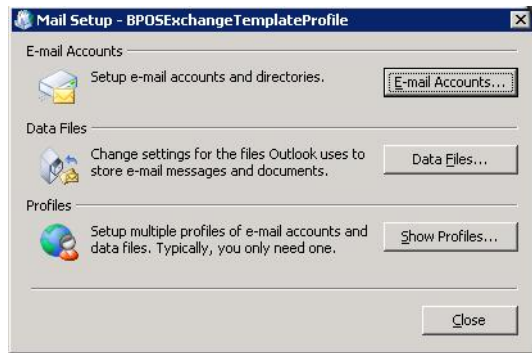 Mail Setup - BPOSExchangeTemplateProfile
E-mail Accounts
Setup e-mail accounts and directories.
E-mail Accounts...
Data Files
Change settings for the files Outlook uses to
store e-mail messages and documents.
Data Files...
Profiles
Setup multiple profiles of e-mail accounts and
data files. Typically, you only need one.
Show Profiles...
Close